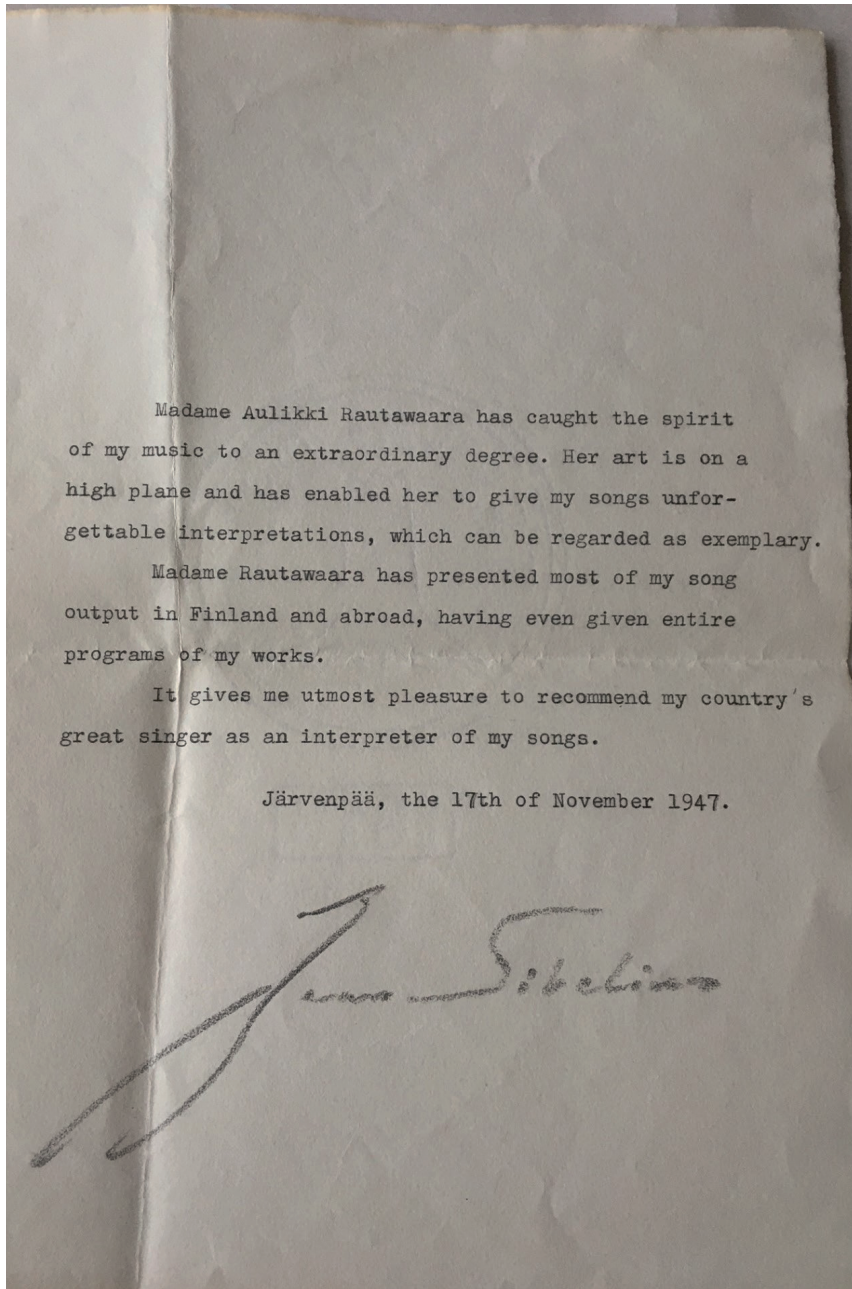 Madame Aulikki Rautawaara has caught the spirit
of my music to an extraordinary degree. Her art is on a
high plane and has enabled her to give my songs unfor-
gettable interpretations, which can be regarded as exemplary.
Madame Rautawaara has presented most of my song
output in Finland and abroad, having even given entire
programs of my works.
It gives me utmost pleasure to recommend my country's
great singer as an interpreter of my songs.
Järvenpää, the 17th of November 1947.
Jean Sibelius